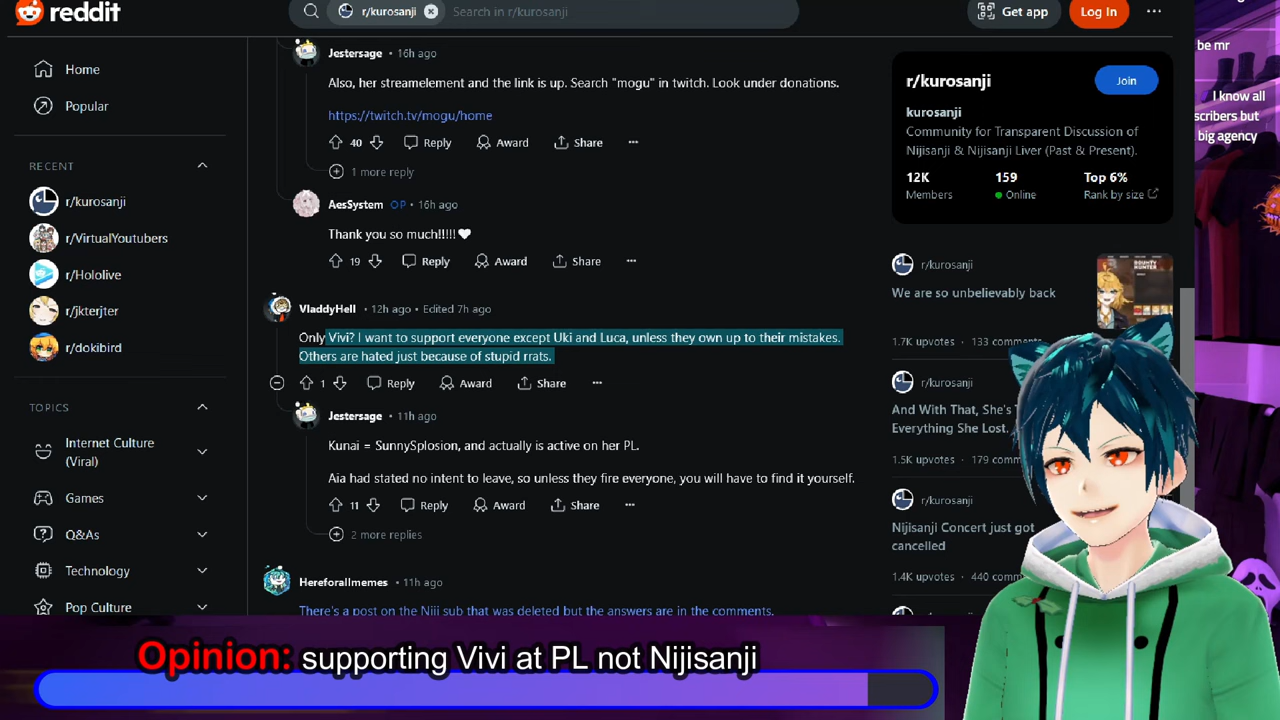 reddit
r/kurosanji
Search in r/kurosanji
Get app
Log In
Home
Popular
RECENT
r/kurosanji
r/VirtualYoutubers
r/Hololive
r/jkterjter
r/dokibird
TOPICS
Internet Culture
(Viral)
Games
Q&As
Technology
Pop Culture
Jestersage • 16h ago
Also, her streamelement and the link is up. Search "mogu" in twitch. Look under donations.
https://twitch.tv/mogu/home
40 Reply Award Share
1 more reply
AesSystem OP • 16h ago
Thank you so much!!!!!
19 Reply Award Share
VladdyHell • 12h ago • Edited 7h ago
Only Vivi? I want to support everyone except Uki and Luca, unless they own up to their mistakes.
Others are hated just because of stupid rrats.
1 Reply Award Share
Jestersage • 11h ago
Kunai = SunnySplosion, and actually is active on her PL.
Aia had stated no intent to leave, so unless they fire everyone, you will have to find it yourself.
11 Reply Award Share
2 more replies
Hereforallmemes • 11h ago
There's a post on the Niji sub that was deleted but the answers are in the comments.
r/kurosanji
Join
kurosanji
Community for Transparent Discussion of
Nijisanji & Nijisanji Liver (Past & Present).
12K 159 Top 6%
Members Online Rank by size
r/kurosanji
We are so unbelievably back
1.7K upvotes • 133 comments
r/kurosanji
And With That, She's
Everything She Lost.
1.5K upvotes • 179 comm
r/kurosanji
Nijisanji Concert just got
cancelled
1.4K upvotes • 440 comm
r/kurosanji
be mr
I know all
scribers but
big agency
Opinion: supporting Vivi at PL not Nijisanji